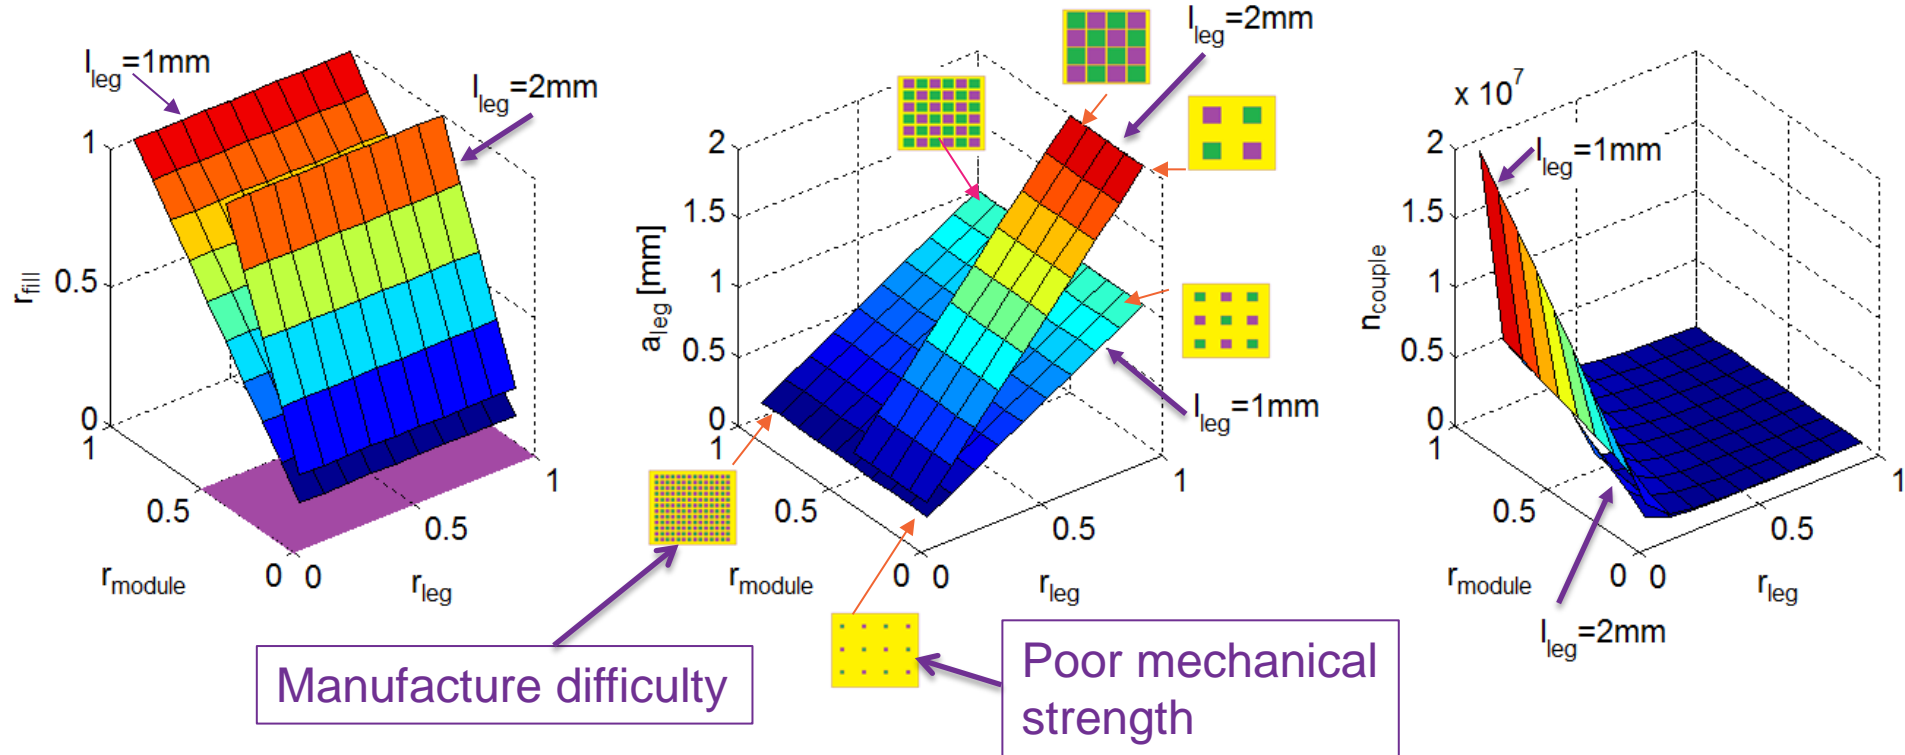 l_leg=1mm
l_leg=2mm
1
0.5
0
r_fill
1
0.5
0
r_module
0
0.5
1
r_leg
l_leg=2mm
2
1.5
1
0.5
0
a_leg [mm]
1
0.5
0
r_module
0
0.5
1
r_leg
l_leg=1mm
x 10^7
2
1.5
1
0.5
0
n_couple
l_leg=1mm
1
0.5
0
r_module
0
0.5
1
r_leg
l_leg=2mm
Manufacture difficulty
Poor mechanical
strength